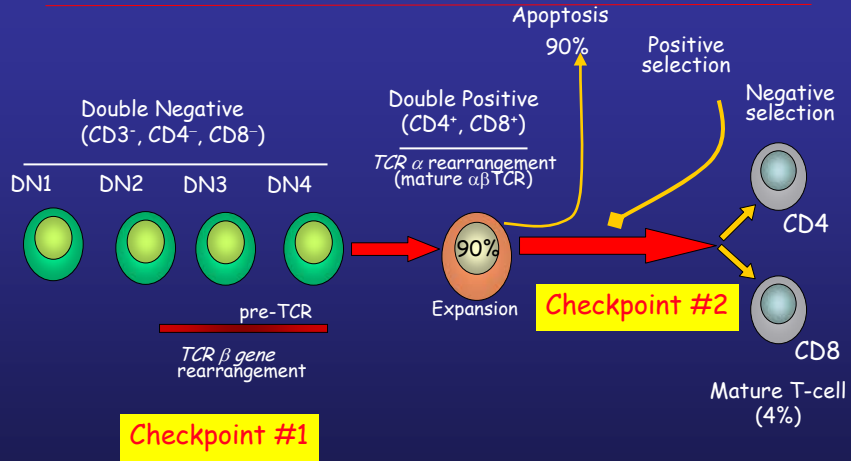 Apoptosis
90%
Positive
selection
Negative
selection
Double Negative
(CD3⁻, CD4⁻, CD8⁻)
Double Positive
(CD4⁺, CD8⁺)
TCR α rearrangement
(mature αβTCR)
DN1 DN2 DN3 DN4
90%
CD4
Expansion
Checkpoint #2
pre-TCR
TCR β gene
rearrangement
CD8
Mature T-cell
(4%)
Checkpoint #1